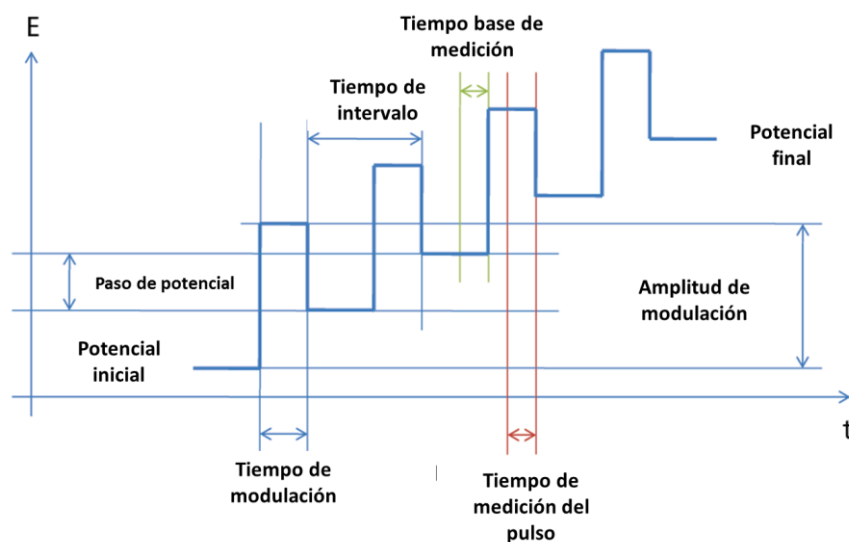 E
Tiempo base de
medición
Tiempo de
intervalo
Potencial
final
Paso de potencial
Amplitud de
modulación
Potencial
inicial
t
Tiempo de
modulación
Tiempo de
medición del
pulso